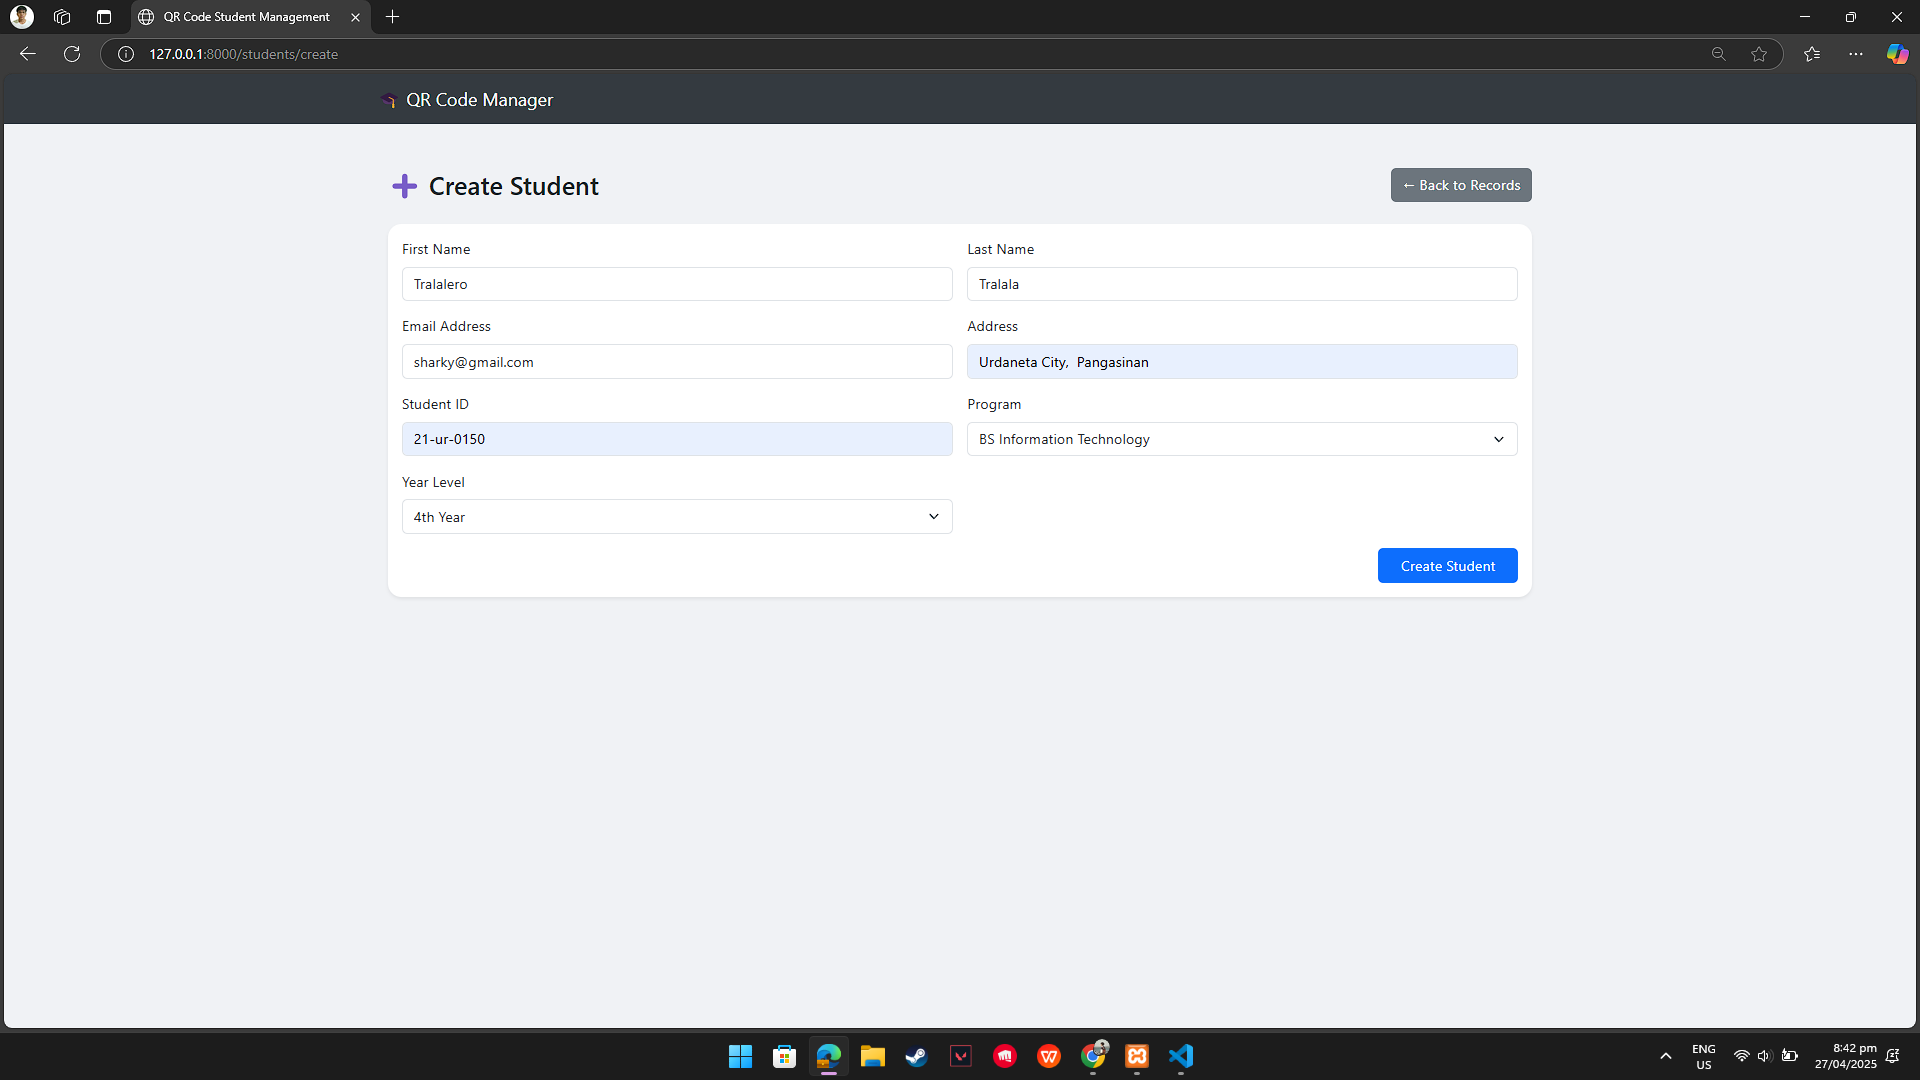 QR Code Student Management
127.0.0.1:8000/students/create
QR Code Manager
Create Student
← Back to Records
First Name
Last Name
Tralalero
Tralala
Email Address
Address
sharky@gmail.com
Urdaneta City,  Pangasinan
Student ID
Program
21-ur-0150
BS Information Technology
Year Level
4th Year
Create Student
ENG
US
8:42 pm
27/04/2025